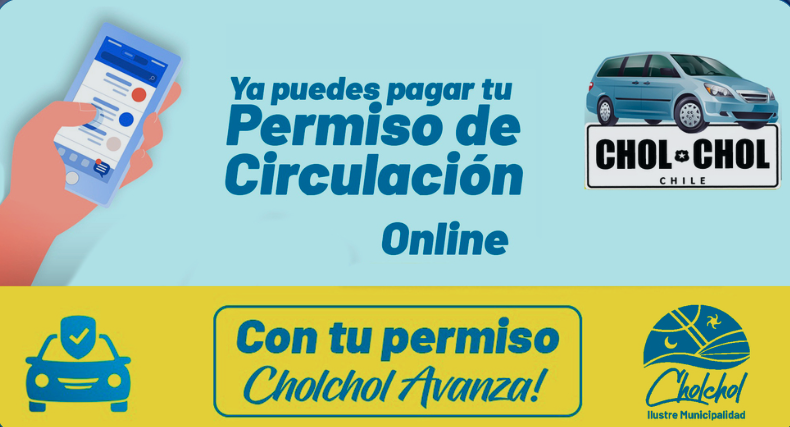 Ya puedes pagar tu
Permiso de
Circulación
Online
CHOL CHOL
CHILE
Con tu permiso
Cholchol Avanza!
Cholchol
Ilustre Municipalidad